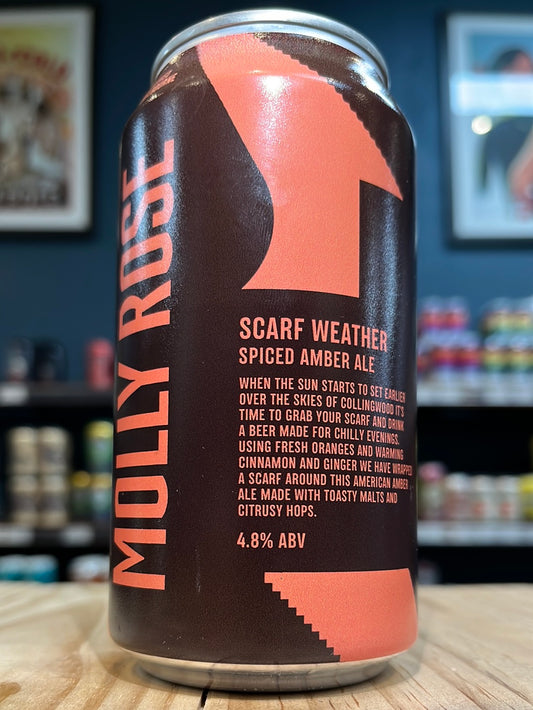 MOLLY ROSE
SCARF WEATHER
SPICED AMBER ALE
WHEN THE SUN STARTS TO SET EARLIER
OVER THE SKIES OF COLLINGWOOD IT'S
TIME TO GRAB YOUR SCARF AND DRINK
A BEER MADE FOR CHILLY EVENINGS.
USING FRESH ORANGES AND WARMING
CINNAMON AND GINGER WE HAVE WRAPPED
A SCARF AROUND THIS AMERICAN AMBER
ALE MADE WITH TOASTY MALTS AND
CITRUSY HOPS.
4.8% ABV